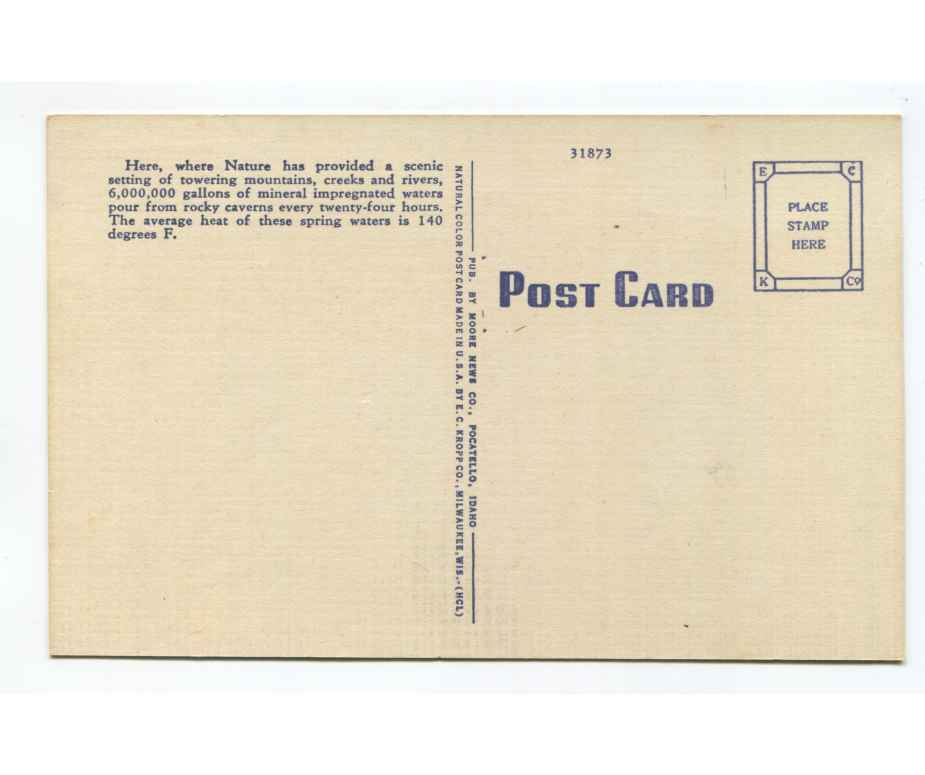 Here, where Nature has provided a scenic
setting of towering mountains, creeks and rivers,
6,000,000 gallons of mineral impregnated waters
pour from rocky caverns every twenty-four hours.
The average heat of these spring waters is 140
degrees F.
NATURAL COLOR POST CARD MADE IN U.S.A. BY E. C. KROPP CO., MILWAUKEE, WIS.-(HCL)
PUB. BY MOORE NEWS CO., POCATELLO, IDAHO
31873
POST CARD
E C
PLACE
STAMP
HERE
K Co